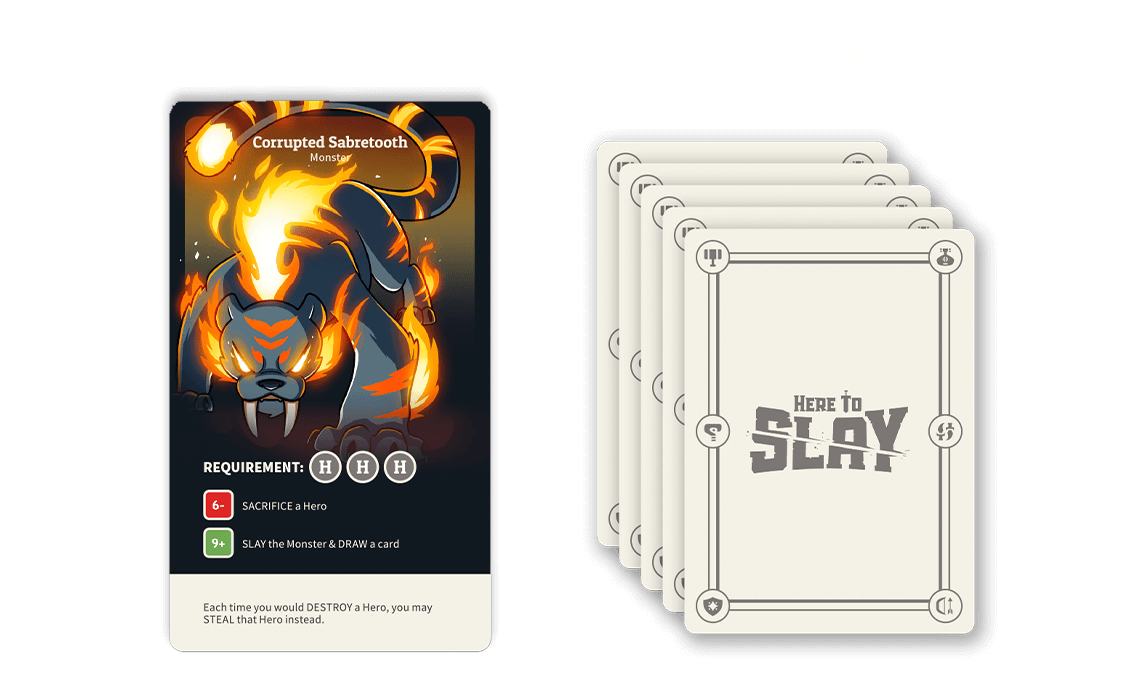 Corrupted Sabretooth
Monster
REQUIREMENT: H H H
6- SACRIFICE a Hero
9+ SLAY the Monster & DRAW a card
Each time you would DESTROY a Hero, you may
STEAL that Hero instead.
HERE TO
SLAY